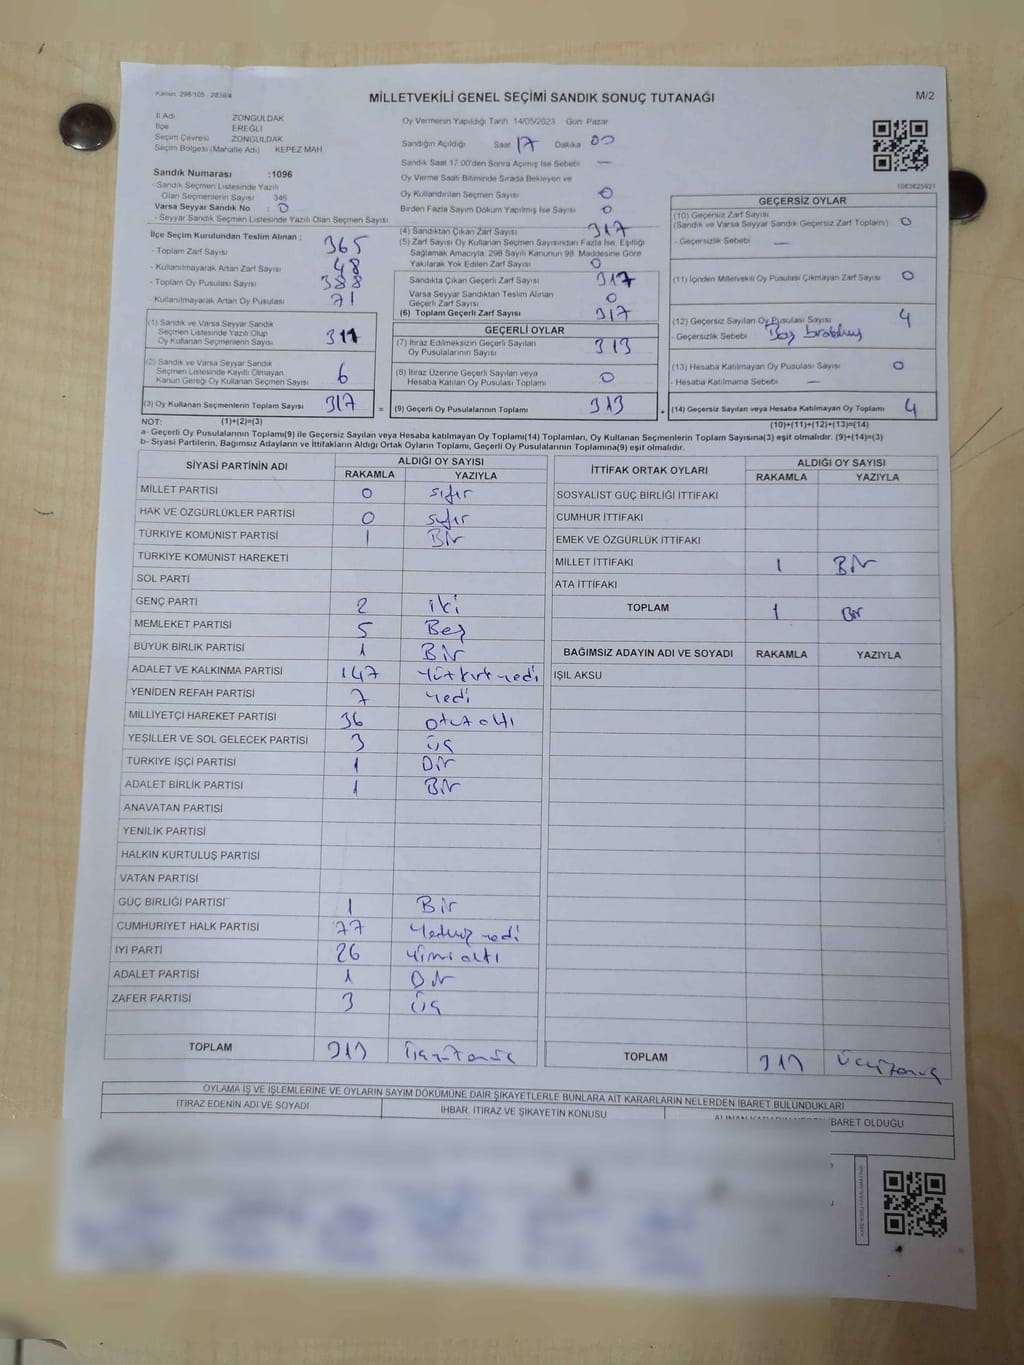 Kanun: 298/105 . 2839/4
MİLLETVEKİLİ GENEL SEÇİMİ SANDIK SONUÇ TUTANAĞI
M/2
İl Adı ZONGULDAK
İlçe EREĞLİ
Seçim Çevresi ZONGULDAK
Seçim Bölgesi (Mahalle Adı) KEPEZ MAH
Sandık Numarası :1096
- Sandık Seçmen Listesinde Yazılı
Olan Seçmenlerin Sayısı 346
Varsa Seyyar Sandık No : 0
- Seyyar Sandık Seçmen Listesinde Yazılı Olan Seçmen Sayısı
Oy Vermenin Yapıldığı Tarih 14/05/2023 Gün Pazar
Sandığın Açıldığı Saat 17 Dakika 00
Sandık Saat 17:00'den Sonra Açılmış İse Sebebi —
Oy Verme Saati Bitiminde Sırada Bekleyen ve
Oy Kullandırılan Seçmen Sayısı 0
Birden Fazla Sayım Döküm Yapılmış İse Sayısı 0
1083625921
İlçe Seçim Kurulundan Teslim Alınan :
- Toplam Zarf Sayısı 365
- Kullanılmayarak Artan Zarf Sayısı 48
- Toplam Oy Pusulası Sayısı 388
- Kullanılmayarak Artan Oy Pusulası 71
(1) Sandık ve Varsa Seyyar Sandık
Seçmen Listesinde Yazılı Olup
Oy Kullanan Seçmenlerin Sayısı 311
(2) Sandık ve Varsa Seyyar Sandık
Seçmen Listesinde Kayıtlı Olmayan
Kanun Gereği Oy Kullanan Seçmen Sayısı 6
(3) Oy Kullanan Seçmenlerin Toplam Sayısı 317 =
(4) Sandıktan Çıkan Zarf Sayısı 317
(5) Zarf Sayısı Oy Kullanan Seçmen Sayısından Fazla İse, Eşitliği
Sağlamak Amacıyla; 298 Sayılı Kanunun 98. Maddesine Göre
Yakılarak Yok Edilen Zarf Sayısı 0
Sandıkta Çıkan Geçerli Zarf Sayısı 317
Varsa Seyyar Sandıktan Teslim Alınan
Geçerli Zarf Sayısı 0
(6) Toplam Geçerli Zarf Sayısı 317
GEÇERLİ OYLAR
(7) İtiraz Edilmeksizin Geçerli Sayılan
Oy Pusulalarının Sayısı 313
(8) İtiraz Üzerine Geçerli Sayılan veya
Hesaba Katılan Oy Pusulası Toplamı 0
(9) Geçerli Oy Pusulalarının Toplamı 313 +
GEÇERSİZ OYLAR
(10) Geçersiz Zarf Sayısı
(Sandık ve Varsa Seyyar Sandık Geçersiz Zarf Toplamı) 0
- Geçersizlik Sebebi —
(11) İçinden Milletvekili Oy Pusulası Çıkmayan Zarf Sayısı 0
(12) Geçersiz Sayılan Oy Pusulası Sayısı 4
- Geçersizlik Sebebi Boş
(13) Hesaba Katılmayan Oy Pusulası Sayısı 0
- Hesaba Katılmama Sebebi —
(14) Geçersiz Sayılan veya Hesaba Katılmayan Oy Toplamı 4
NOT: (1)+(2)=(3) (10)+(11)+(12)+(13)=(14)
a- Geçerli Oy Pusulalarının Toplamı(9) ile Geçersiz Sayılan veya Hesaba katılmayan Oy Toplam(14) Toplamları, Oy Kullanan Seçmenlerin Toplam Sayısına(3) eşit olmalıdır. (9)+(14)=(3)
b- Siyasi Partilerin, Bağımsız Adayların ve İttifakların Aldığı Ortak Oyların Toplamı, Geçerli Oy Pusulalarının Toplamına(9) eşit olmalıdır.
SİYASİ PARTİNİN ADI ALDIĞI OY SAYISI
RAKAMLA YAZIYLA
MİLLET PARTİSİ 0 sıfır
HAK VE ÖZGÜRLÜKLER PARTİSİ 0 sıfır
TÜRKİYE KOMÜNİST PARTİSİ 1 Bir
TÜRKİYE KOMÜNİST HAREKETİ
SOL PARTİ
GENÇ PARTİ 2 iki
MEMLEKET PARTİSİ 5 Beş
BÜYÜK BİRLİK PARTİSİ 1 Bir
ADALET VE KALKINMA PARTİSİ 147 Yüzkırkyedi
YENİDEN REFAH PARTİSİ 7 Yedi
MİLLİYETÇİ HAREKET PARTİSİ 36 otuzaltı
YEŞİLLER VE SOL GELECEK PARTİSİ 3 üç
TÜRKİYE İŞÇİ PARTİSİ 1 Bir
ADALET BİRLİK PARTİSİ 1 Bir
ANAVATAN PARTİSİ
YENİLİK PARTİSİ
HALKIN KURTULUŞ PARTİSİ
VATAN PARTİSİ
GÜÇ BİRLİĞİ PARTİSİ 1 Bir
CUMHURİYET HALK PARTİSİ 77 Yetmişyedi
İYİ PARTİ 26 Yirmialtı
ADALET PARTİSİ 1 Bir
ZAFER PARTİSİ 3 üç
TOPLAM 313 üçyüzonüç
İTTİFAK ORTAK OYLARI ALDIĞI OY SAYISI
RAKAMLA YAZIYLA
SOSYALİST GÜÇ BİRLİĞİ İTTİFAKI
CUMHUR İTTİFAKI
EMEK VE ÖZGÜRLÜK İTTİFAKI
MİLLET İTTİFAKI 1 Bir
ATA İTTİFAKI
TOPLAM 1 Bir
BAĞIMSIZ ADAYIN ADI VE SOYADI RAKAMLA YAZIYLA
IŞIL AKSU
TOPLAM 313 üçyüzonüç
OYLAMA İŞ VE İŞLEMLERİNE VE OYLARIN SAYIM DÖKÜMÜNE DAİR ŞİKAYETLERLE BUNLARA AİT KARARLARIN NELERDEN İBARET BULUNDUKLARI
İTİRAZ EDENİN ADI VE SOYADI İHBAR, İTİRAZ VE ŞİKAYETİN KONUSU İBARET OLDUĞU